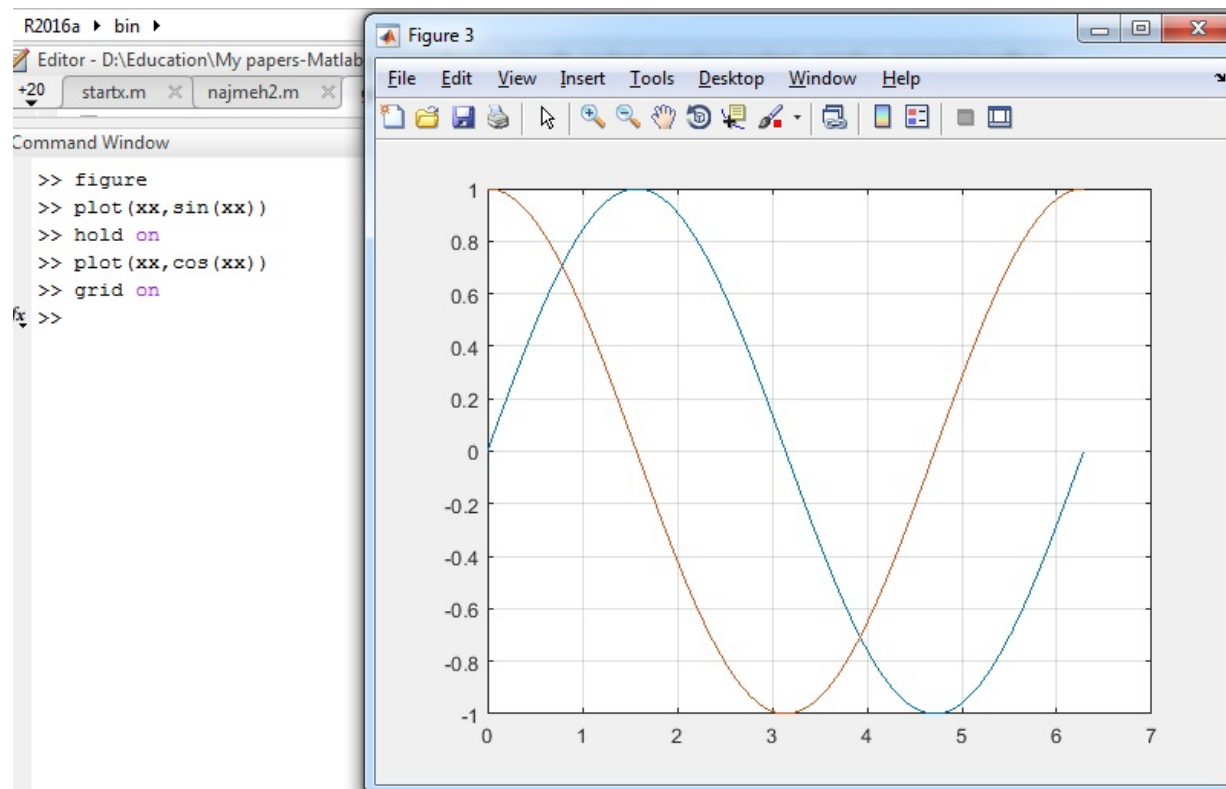 R2016a bin
Editor - D:\Education\My papers-Matlab
+20 startx.m najmeh2.m
Command Window
>> figure
>> plot(xx,sin(xx))
>> hold on
>> plot(xx,cos(xx))
>> grid on
fx >>
Figure 3
File Edit View Insert Tools Desktop Window Help
1
0.8
0.6
0.4
0.2
0
-0.2
-0.4
-0.6
-0.8
-1
0 1 2 3 4 5 6 7